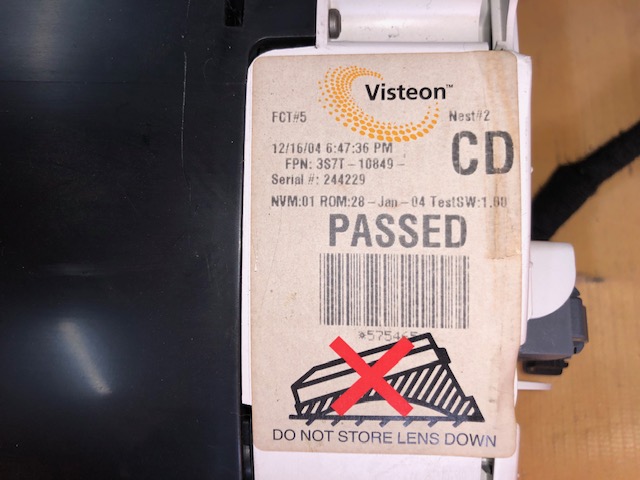 Visteon™
FCT#5 Nest#2
12/16/04 6:47:36 PM
CD
FPN: 3S7T-10849-
Serial #: 244229
NVM:01 ROM:28-Jan-04 TestSW:1.00
PASSED
DO NOT STORE LENS DOWN